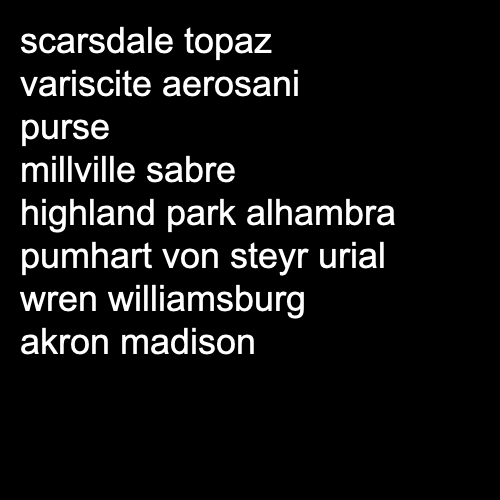 scarsdale topaz
variscite aerosani
purse
millville sabre
highland park alhambra
pumhart von steyr urial
wren williamsburg
akron madison